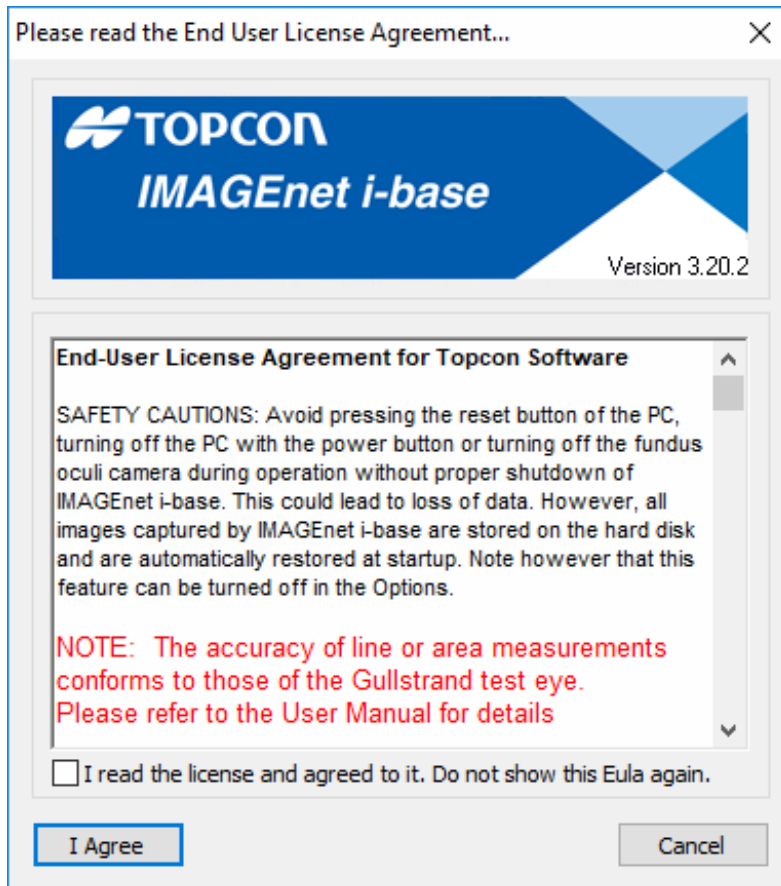 Please read the End User License Agreement...
TOPCON
IMAGEnet i-base
Version 3.20.2
End-User License Agreement for Topcon Software
SAFETY CAUTIONS: Avoid pressing the reset button of the PC,
turning off the PC with the power button or turning off the fundus
oculi camera during operation without proper shutdown of
IMAGEnet i-base. This could lead to loss of data. However, all
images captured by IMAGEnet i-base are stored on the hard disk
and are automatically restored at startup. Note however that this
feature can be turned off in the Options.
NOTE:  The accuracy of line or area measurements
conforms to those of the Gullstrand test eye.
Please refer to the User Manual for details
I read the license and agreed to it. Do not show this Eula again.
I Agree
Cancel